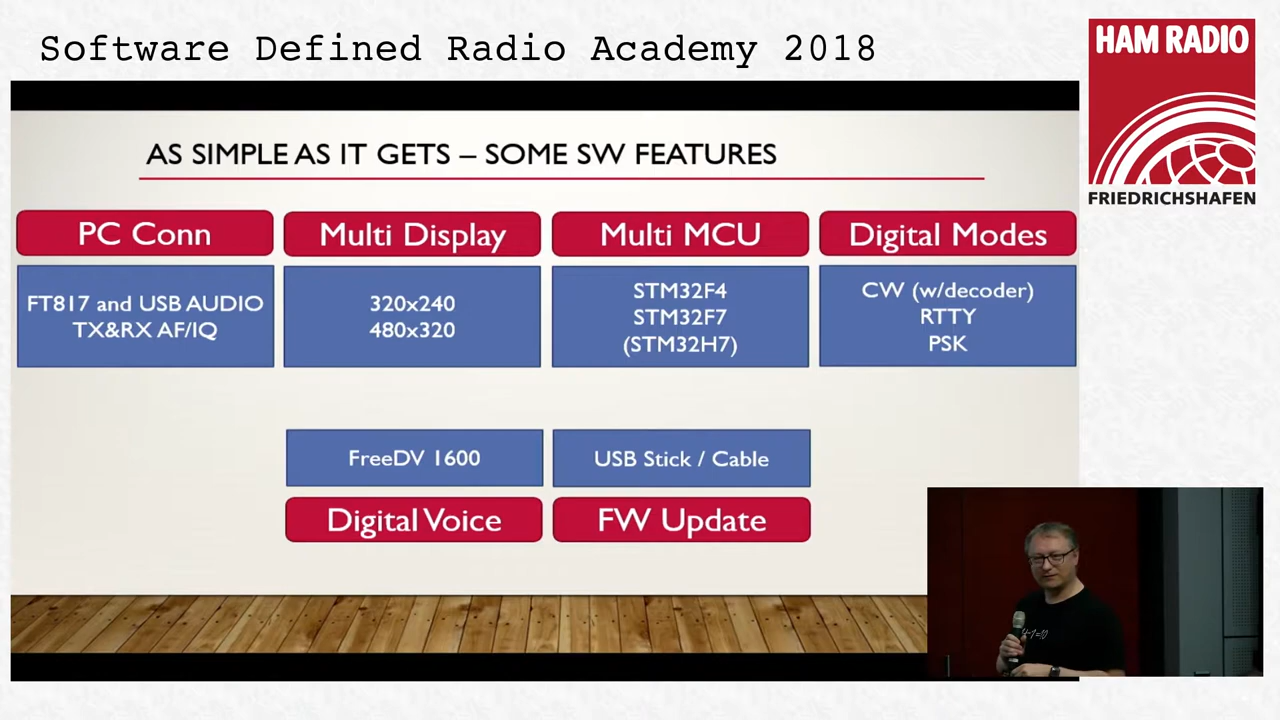 Software Defined Radio Academy 2018
HAM RADIO
FRIEDRICHSHAFEN
AS SIMPLE AS IT GETS – SOME SW FEATURES
PC Conn
FT817 and USB AUDIO
TX&RX AF/IQ
Multi Display
320x240
480x320
Multi MCU
STM32F4
STM32F7
(STM32H7)
Digital Modes
CW (w/decoder)
RTTY
PSK
FreeDV 1600
Digital Voice
USB Stick / Cable
FW Update